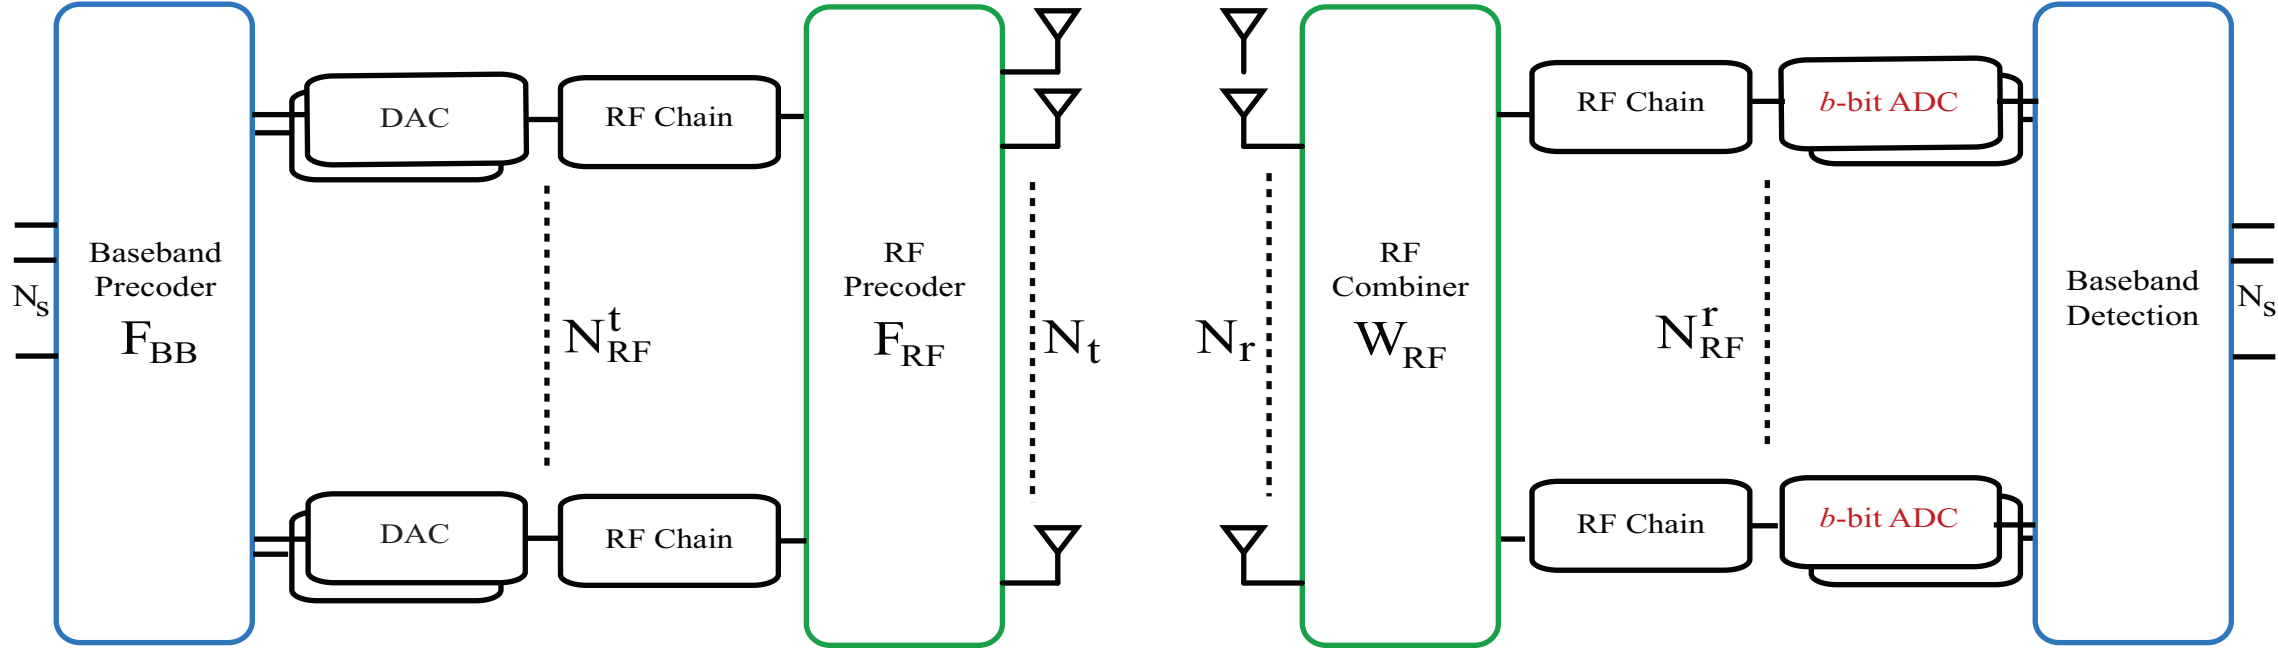 DAC
RF Chain
RF Chain
b-bit ADC
Baseband
Precoder
F_BB
N_s
N^t_RF
RF
Precoder
F_RF
N_t
N_r
RF
Combiner
W_RF
N^r_RF
Baseband
Detection
N_s
DAC
RF Chain
RF Chain
b-bit ADC